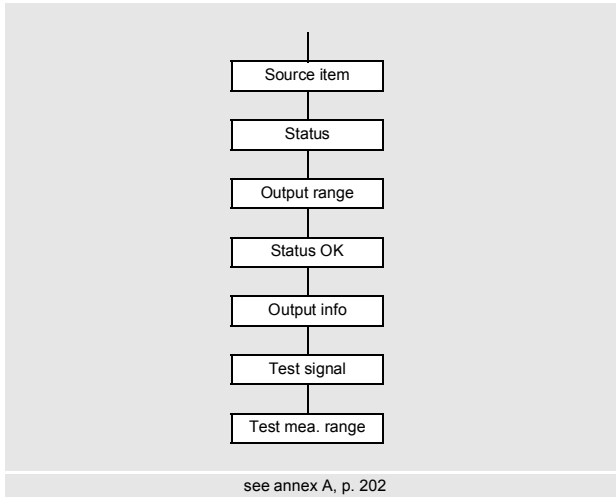 Source item
Status
Output range
Status OK
Output info
Test signal
Test mea. range
see annex A, p. 202